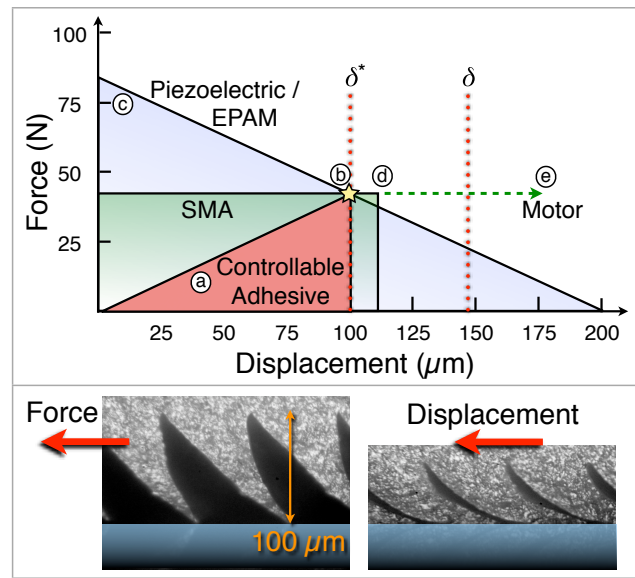 100
75
50
25
Force (N)
Piezoelectric /
EPAM
δ*
δ
ⓒ
ⓑ
ⓓ
ⓔ
SMA
Motor
ⓐ
Controllable
Adhesive
25
50
75
100
125
150
175
200
Displacement (µm)
Force
Displacement
100 µm